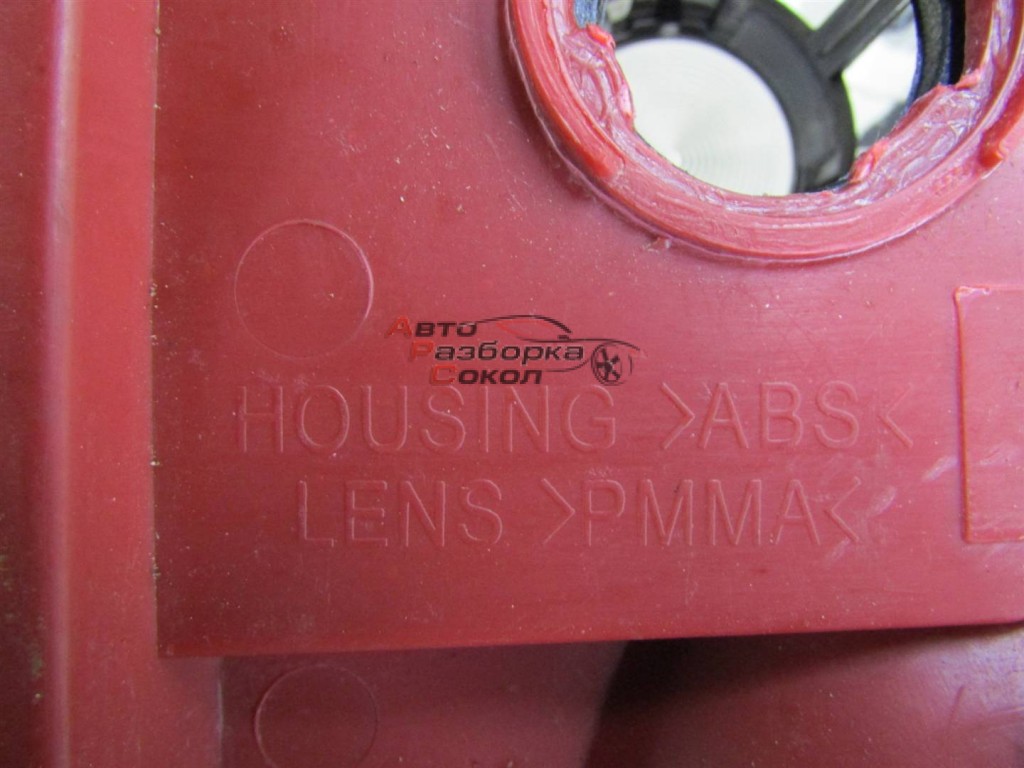 Авто
Разборка
Сокол
HOUSING >ABS<
LENS >PMMA<